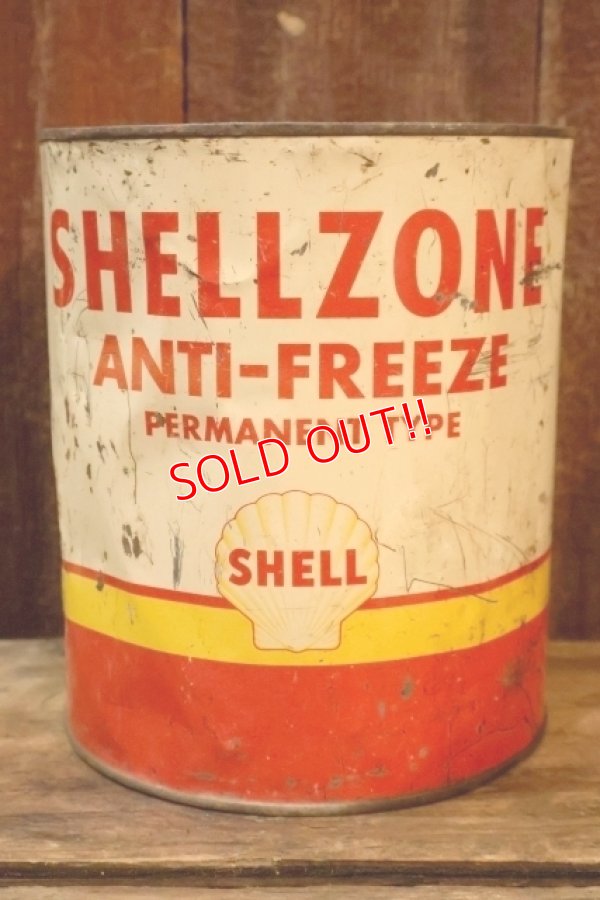 SHELLZONE
ANTI-FREEZE
PERMANENT TYPE
SOLD OUT!!
SHELL